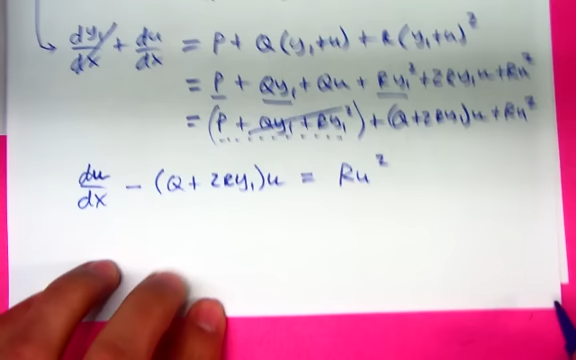 dy₁/dx + du/dx = P + Q(y₁+u) + R(y₁+u)²
= P + Qy₁ + Qu + Ry₁² + 2Ry₁u + Ru²
= (P + Qy₁ + Ry₁²) + (Q+2Ry₁)u + Ru²
du/dx - (Q + 2Ry₁)u = Ru²